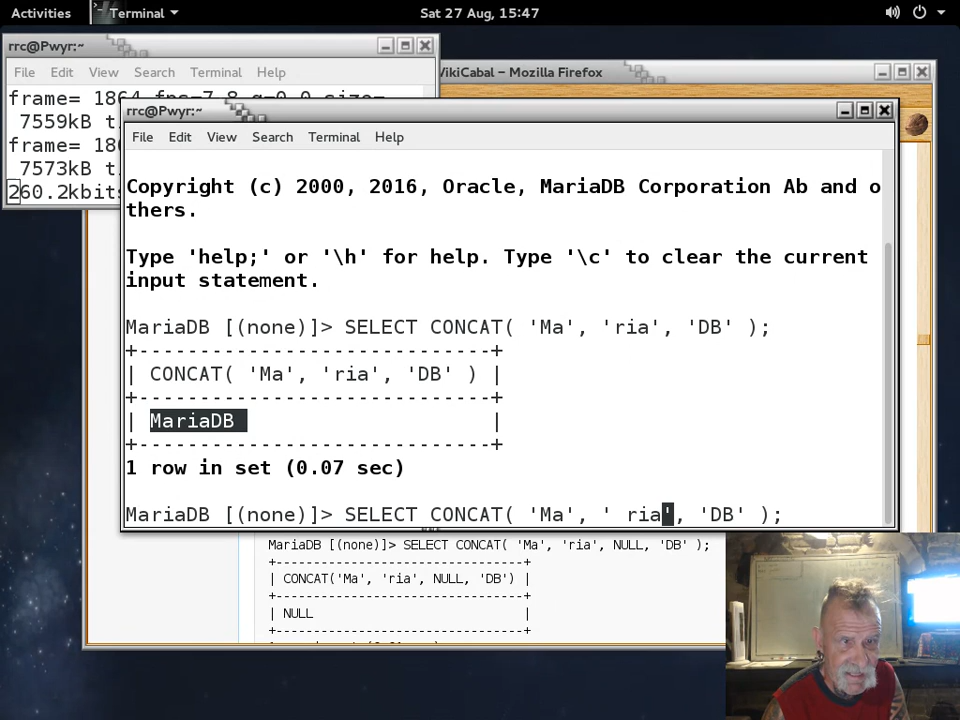 Activities Terminal Sat 27 Aug, 15:47
rrc@Pwyr:~
File Edit View Search Terminal Help
frame= 1864 fps=7.8 q=0.0 size=
7559kB t
frame= 186
7573kB t
260.2kbits
VikiCabal – Mozilla Firefox
rrc@Pwyr:~
File Edit View Search Terminal Help
Copyright (c) 2000, 2016, Oracle, MariaDB Corporation Ab and o
thers.
Type 'help;' or '\h' for help. Type '\c' to clear the current
input statement.
MariaDB [(none)]> SELECT CONCAT( 'Ma', 'ria', 'DB' );
+-----------------------------+
| CONCAT( 'Ma', 'ria', 'DB' ) |
+-----------------------------+
| MariaDB |
+-----------------------------+
1 row in set (0.07 sec)
MariaDB [(none)]> SELECT CONCAT( 'Ma', ' ria', 'DB' );
MariaDB [(none)]> SELECT CONCAT( 'Ma', 'ria', NULL, 'DB' );
+--------------------------------+
| CONCAT('Ma', 'ria', NULL, 'DB') |
+--------------------------------+
| NULL |
+--------------------------------+